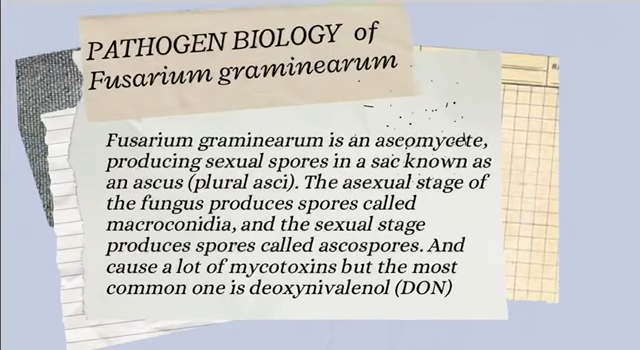 PATHOGEN BIOLOGY of
Fusarium graminearum
Fusarium graminearum is an ascomycete,
producing sexual spores in a sac known as
an ascus (plural asci). The asexual stage of
the fungus produces spores called
macroconidia, and the sexual stage
produces spores called ascospores. And
cause a lot of mycotoxins but the most
common one is deoxynivalenol (DON)